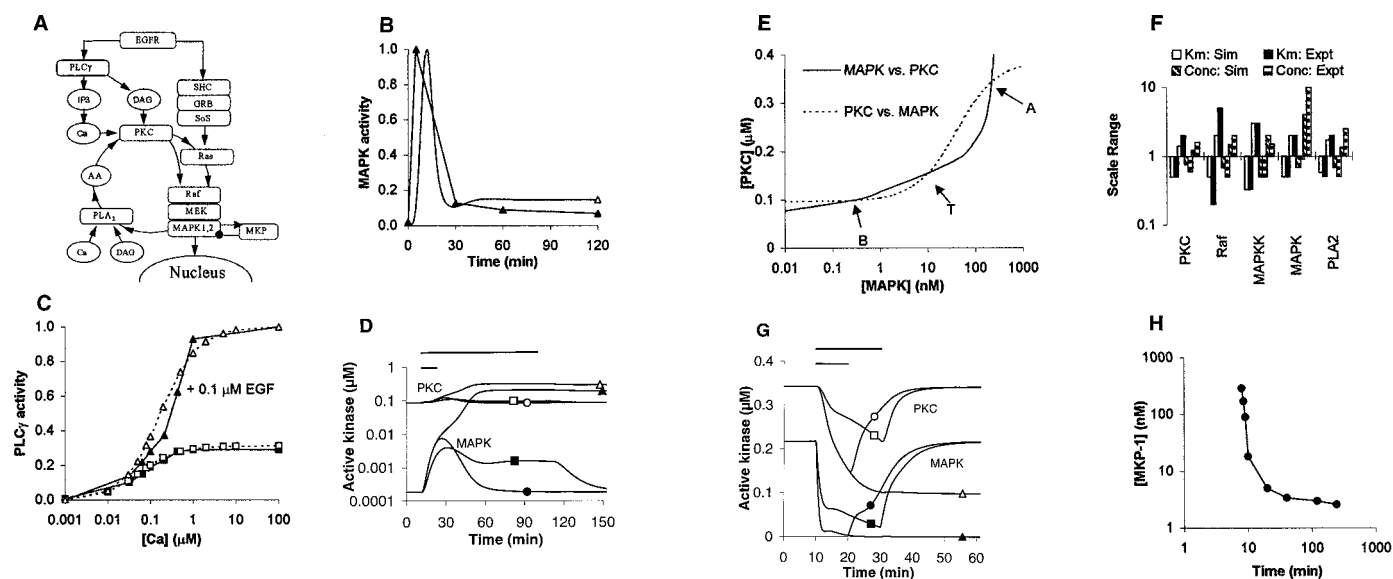 A
EGFR
PLCγ
IP3
DAG
SHC
GRB
SoS
Ca
PKC
Ras
AA
Raf
MEK
PLA2
MAPK1,2
MKP
Ca
DAG
Nucleus
B
MAPK activity
1.0
0.8
0.6
0.4
0.2
0.0
0 30 60 90 120
Time (min)
C
PLCγ activity
1.0
0.8
0.6
0.4
0.2
0.0
+ 0.1 μM EGF
0.001 0.01 0.1 1 10 100
[Ca] (μM)
D
Active kinase (μM)
1
0.1
0.01
0.001
0.0001
PKC
MAPK
0 30 60 90 120 150
Time (min)
E
[PKC] (μM)
0.4
0.3
0.2
0.1
0
MAPK vs. PKC
PKC vs. MAPK
A
T
B
0.01 0.1 1 10 100 1000
[MAPK] (nM)
F
Km: Sim Km: Expt
Conc: Sim Conc: Expt
Scale Range
10
1
0.1
PKC
Raf
MAPKK
MAPK
PLA2
G
Active kinase (μM)
0.4
0.3
0.2
0.1
0
PKC
MAPK
0 10 20 30 40 50 60
Time (min)
H
[MKP-1] (nM)
1000
100
10
1
1 10 100 1000
Time (min)